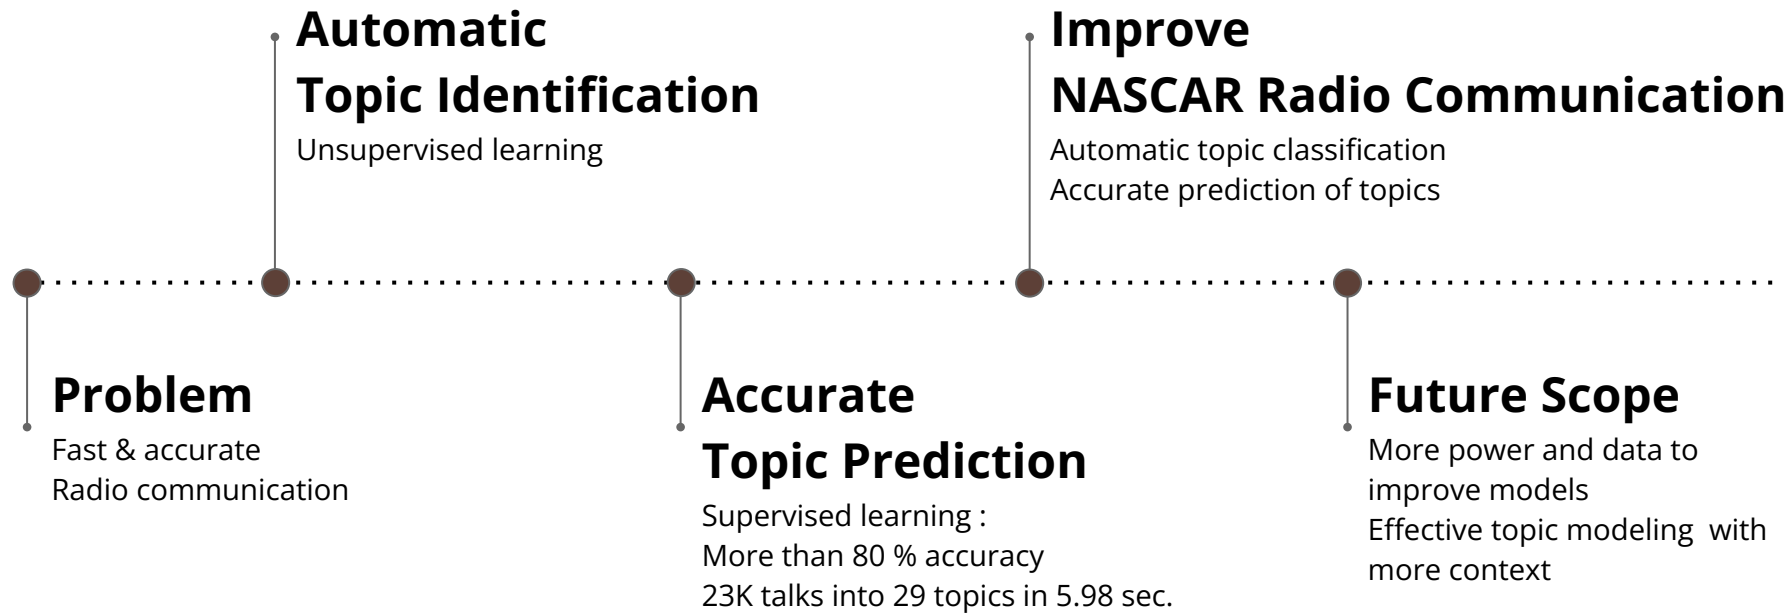 Problem
Fast & accurate
Radio communication
Automatic
Topic Identification
Unsupervised learning
Accurate
Topic Prediction
Supervised learning :
More than 80 % accuracy
23K talks into 29 topics in 5.98 sec.
Improve
NASCAR Radio Communication
Automatic topic classification
Accurate prediction of topics
Future Scope
More power and data to
improve models
Effective topic modeling  with
more context